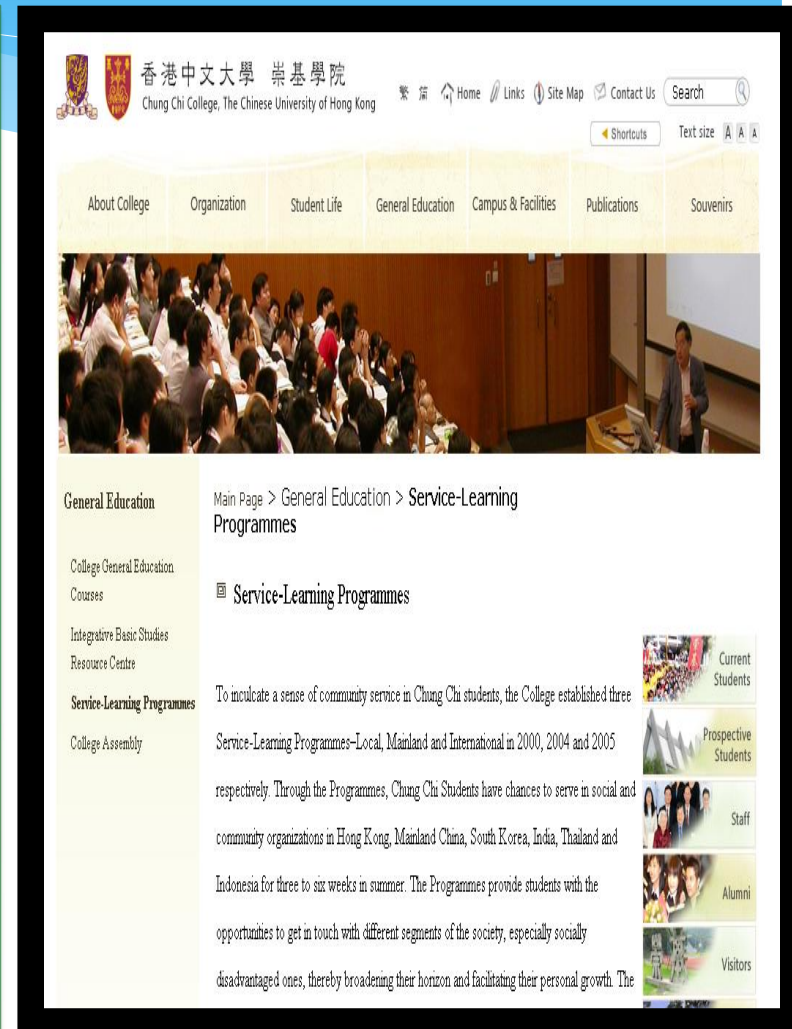 香港中文大學 崇基學院
Chung Chi College, The Chinese University of Hong Kong
繁 简 Home Links Site Map Contact Us Search
Shortcuts Text size A A A
About College Organization Student Life General Education Campus & Facilities Publications Souvenirs
General Education
College General Education
Courses
Integrative Basic Studies
Resource Centre
Service-Learning Programmes
College Assembly
Main Page > General Education > Service-Learning
Programmes
Service-Learning Programmes
To inculcate a sense of community service in Chung Chi students, the College established three
Service-Learning Programmes–Local, Mainland and International in 2000, 2004 and 2005
respectively. Through the Programmes, Chung Chi Students have chances to serve in social and
community organizations in Hong Kong, Mainland China, South Korea, India, Thailand and
Indonesia for three to six weeks in summer. The Programmes provide students with the
opportunities to get in touch with different segments of the society, especially socially
disadvantaged ones, thereby broadening their horizon and facilitating their personal growth. The
Current
Students
Prospective
Students
Staff
Alumni
Visitors